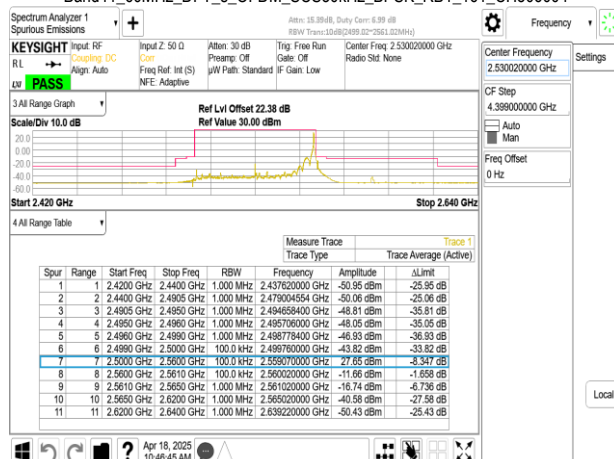 Spectrum Analyzer 1
Spurious Emissions
Attn: 15.39dB, Duty Corr: 6.99 dB
RBW Trans:10dB(2499.02~2561.02MHz)
Frequency
KEYSIGHT
Input: RF
Input Z: 50 Ω
Atten: 30 dB
Trig: Free Run
Center Freq: 2.530020000 GHz
RL
Coupling: DC
Corr
Preamp: Off
Gate: Off
Radio Std: None
Align: Auto
Freq Ref: Int (S)
µW Path: Standard
IF Gain: Low
PASS
NFE: Adaptive
Center Frequency
2.530020000 GHz
Settings
CF Step
4.399000000 GHz
Auto
Man
Freq Offset
0 Hz
3 All Range Graph
Ref Lvl Offset 22.38 dB
Scale/Div 10.0 dB
Ref Value 30.00 dBm
20.0
0.00
-20.0
-40.0
-60.0
Start 2.420 GHz
Stop 2.640 GHz
4 All Range Table
Measure Trace Trace 1
Trace Type Trace Average (Active)
Spur Range Start Freq Stop Freq RBW Frequency Amplitude ΔLimit
1 1 2.4200 GHz 2.4400 GHz 1.000 MHz 2.437620000 GHz -50.95 dBm -25.95 dB
2 2 2.4400 GHz 2.4905 GHz 1.000 MHz 2.479004554 GHz -50.06 dBm -25.06 dB
3 3 2.4905 GHz 2.4950 GHz 1.000 MHz 2.494658400 GHz -48.81 dBm -35.81 dB
4 4 2.4950 GHz 2.4960 GHz 1.000 MHz 2.495706000 GHz -48.05 dBm -35.05 dB
5 5 2.4960 GHz 2.4990 GHz 1.000 MHz 2.498778400 GHz -46.93 dBm -36.93 dB
6 6 2.4990 GHz 2.5000 GHz 100.0 kHz 2.499760000 GHz -43.82 dBm -33.82 dB
7 7 2.5000 GHz 2.5600 GHz 100.0 kHz 2.559070000 GHz 27.65 dBm -8.347 dB
8 8 2.5600 GHz 2.5610 GHz 100.0 kHz 2.560020000 GHz -11.66 dBm -1.658 dB
9 9 2.5610 GHz 2.5650 GHz 1.000 MHz 2.561020000 GHz -16.74 dBm -6.736 dB
10 10 2.5650 GHz 2.6200 GHz 1.000 MHz 2.565020000 GHz -40.58 dBm -27.58 dB
11 11 2.6200 GHz 2.6400 GHz 1.000 MHz 2.639220000 GHz -50.43 dBm -25.43 dB
Local
Apr 18, 2025
10:46:45 AM